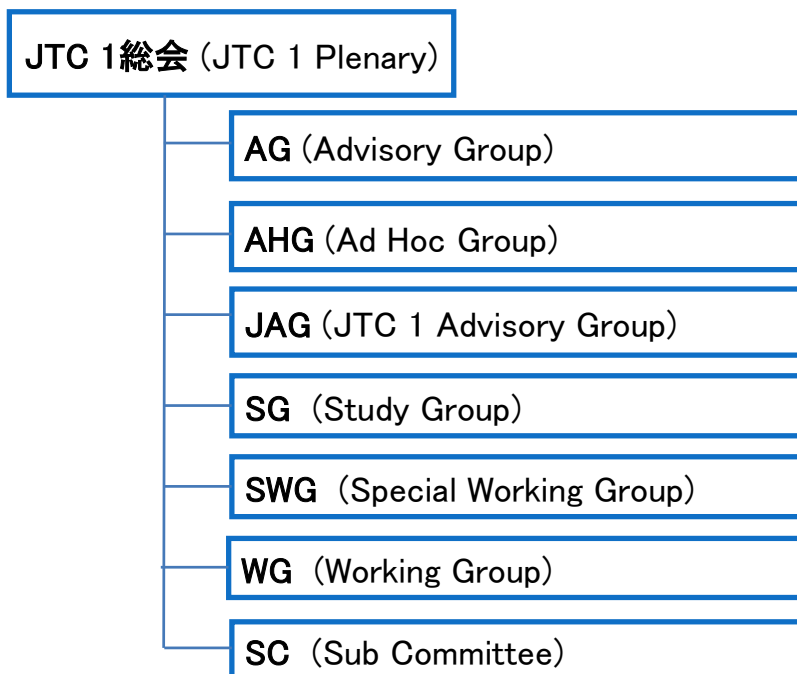 JTC 1総会 (JTC 1 Plenary)
AG (Advisory Group)
AHG (Ad Hoc Group)
JAG (JTC 1 Advisory Group)
SG (Study Group)
SWG (Special Working Group)
WG (Working Group)
SC (Sub Committee)